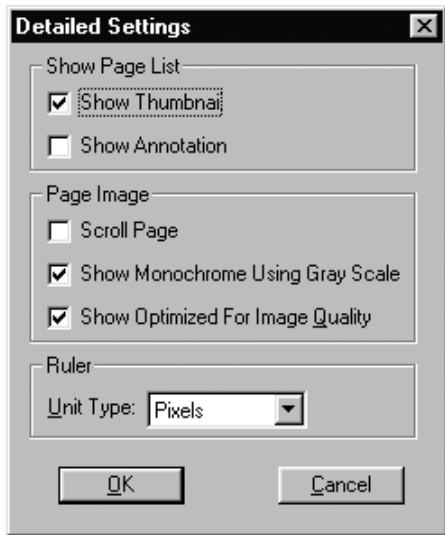 Detailed Settings
Show Page List
Show Thumbnai
Show Annotation
Page Image
Scroll Page
Show Monochrome Using Gray Scale
Show Optimized For Image Quality
Ruler
Unit Type: Pixels
OK Cancel